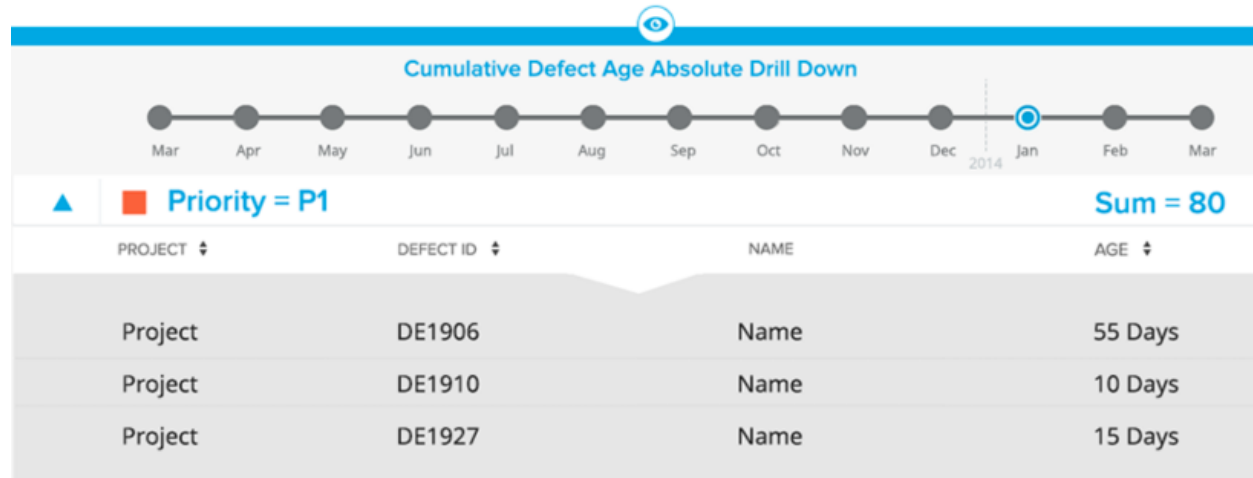 Cumulative Defect Age Absolute Drill Down
Mar Apr May Jun Jul Aug Sep Oct Nov Dec 2014 Jan Feb Mar
Priority = P1 Sum = 80
PROJECT DEFECT ID NAME AGE
Project DE1906 Name 55 Days
Project DE1910 Name 10 Days
Project DE1927 Name 15 Days